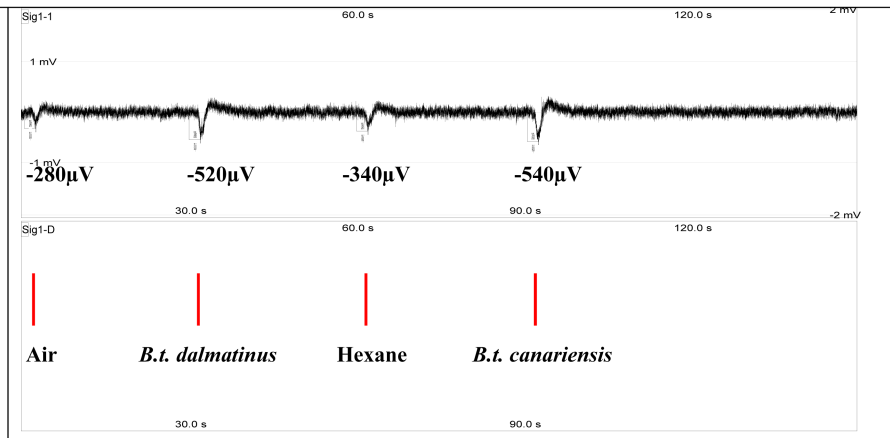 Sig1-1 60.0 s 120.0 s 2 mV
1 mV
-1 mV
-280µV -520µV -340µV -540µV
30.0 s 90.0 s -2 mV
Sig1-D 60.0 s 120.0 s
Air B.t. dalmatinus Hexane B.t. canariensis
30.0 s 90.0 s